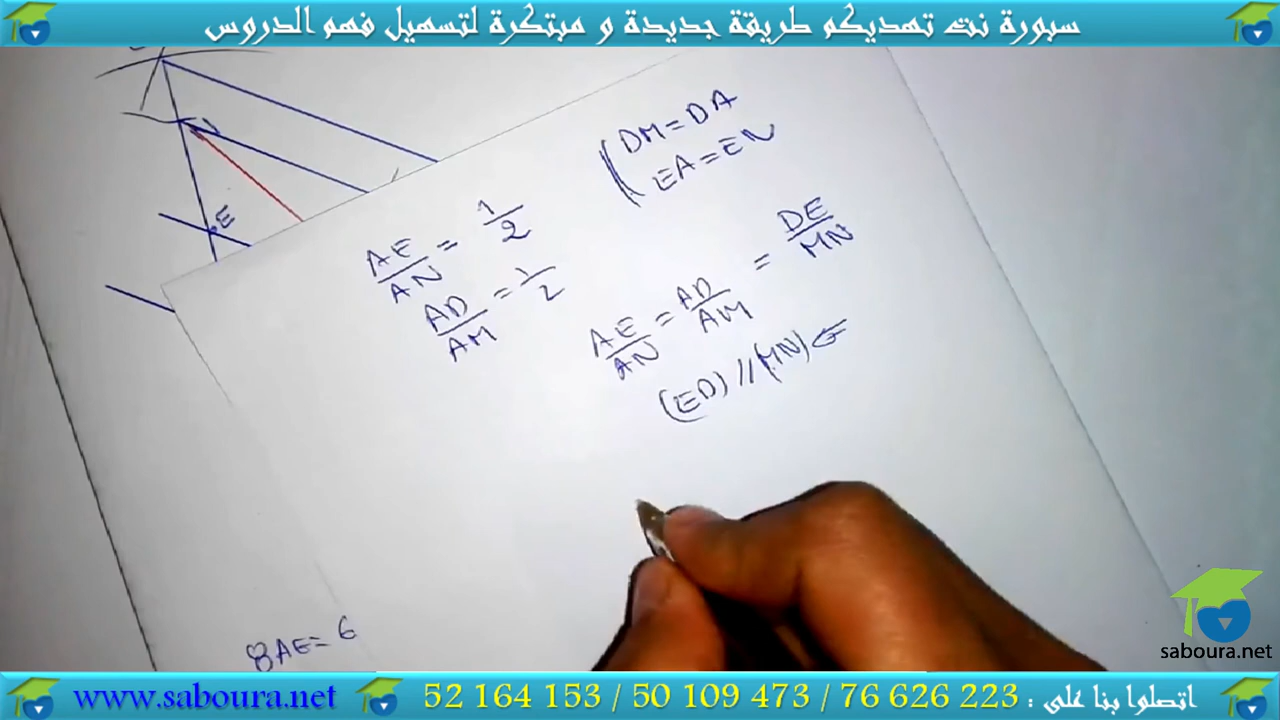 سبورة نت تهديكم طريقة جديدة و مبتكرة لتسهيل فهم الدروس
DM = DA
EA = EN
AE/AN = 1/2
AD/AM = 1/2
AE/AN = AD/AM = DE/MN
(ED) // (MN)
N
E
8AE = 6
saboura.net
www.saboura.net
52 164 153 / 50 109 473 / 76 626 223 : اتصلوا بنا على